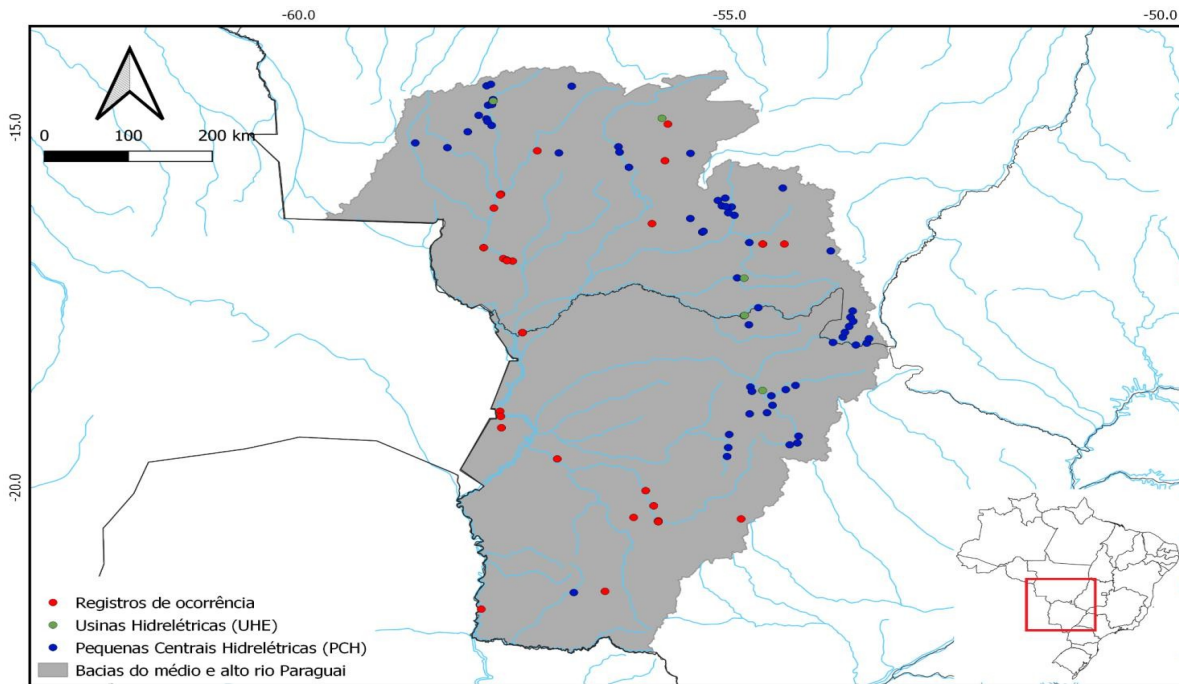 -60.0
-55.0
-50.0
-15.0
0 100 200 km
-20.0
Registros de ocorrência
Usinas Hidrelétricas (UHE)
Pequenas Centrais Hidrelétricas (PCH)
Bacias do médio e alto rio Paraguai